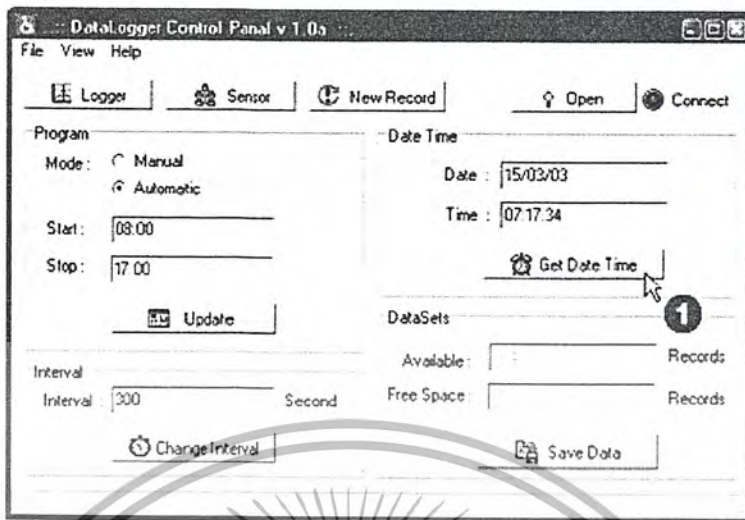 .::: DataLogger Control Panal v 1.0a :::.
File View Help
Logger Sensor New Record Open Connect
Program
Mode : Manual
Automatic
Start : 08:00
Stop : 17:00
Update
Interval
Interval : 300 Second
Change Interval
Date Time
Date : 15/03/03
Time : 07:17:34
Get Date Time
1
DataSets
Available : Records
Free Space : Records
Save Data